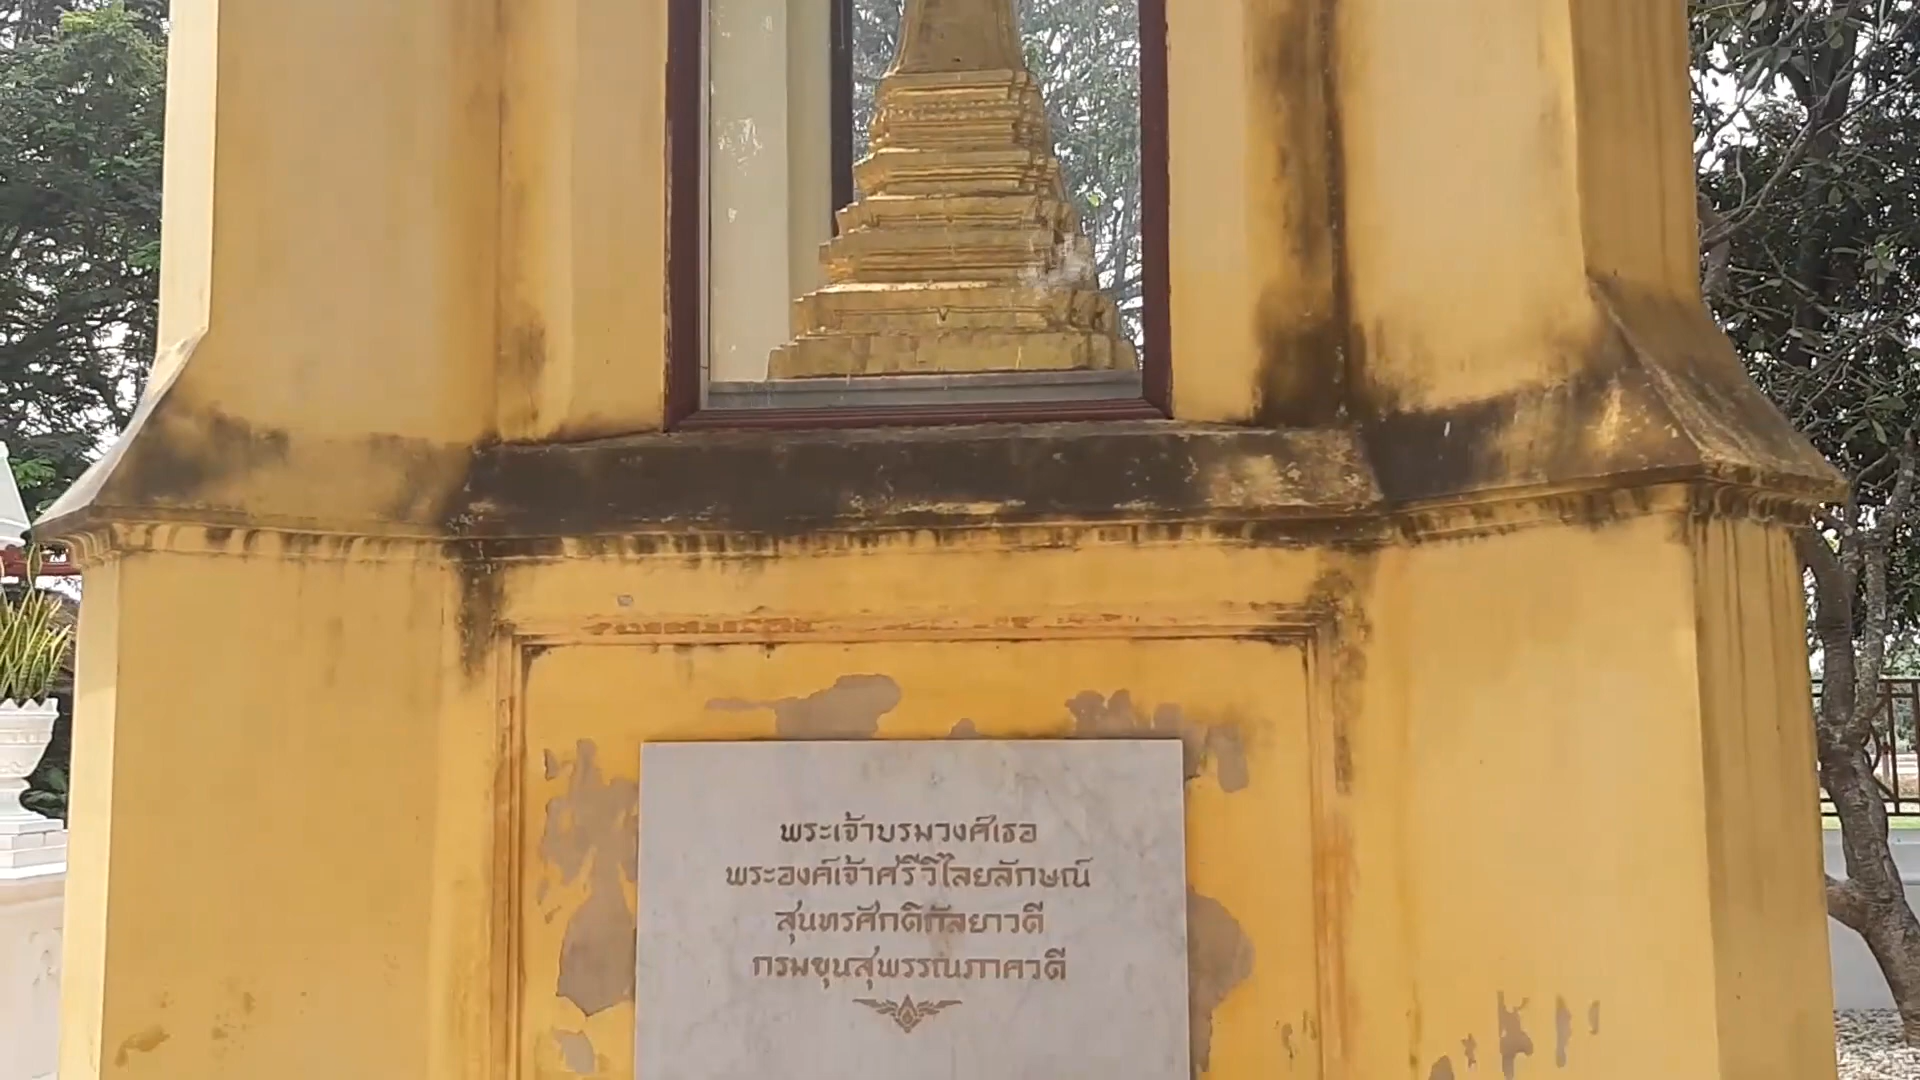 พระเจ้าบรมวงศ์เธอ
พระองค์เจ้าศรีวิไลยลักษณ์
สุนทรศักดิกัลยาวดี
กรมขุนสุพรรณภาควดี